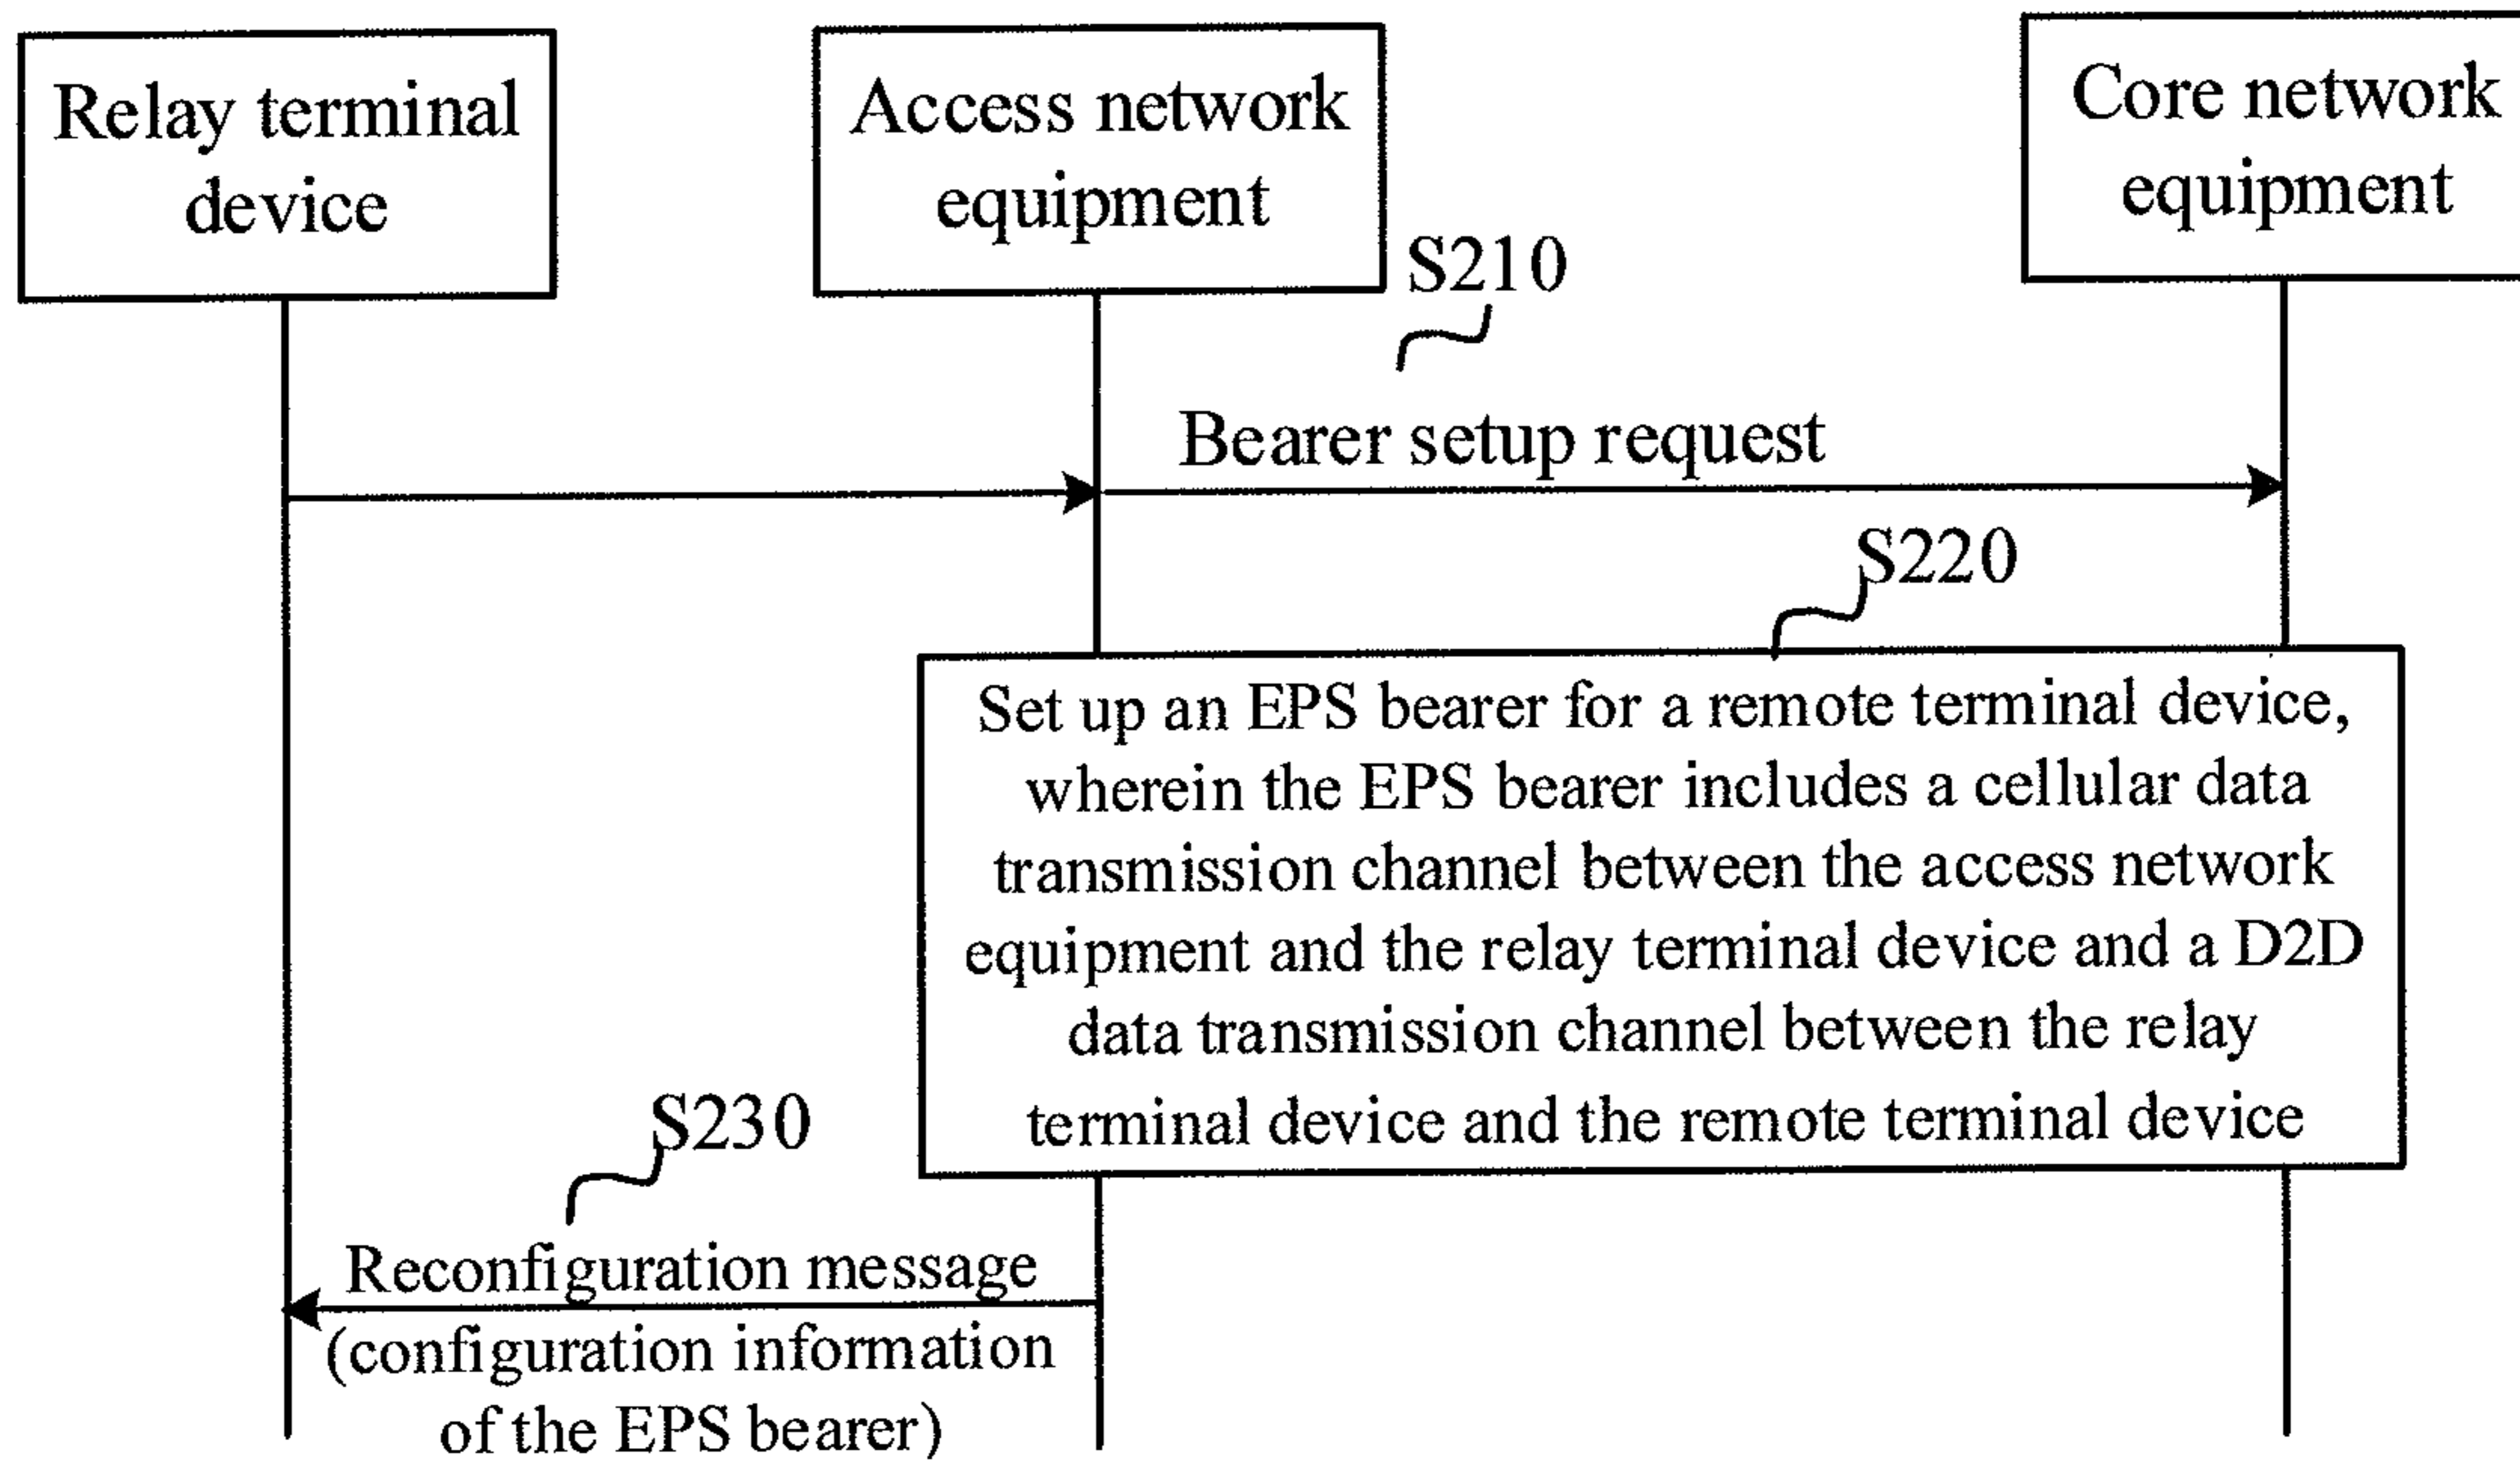 Relay terminal
device
Access network
equipment
Core network
equipment
S210
Bearer setup request
S220
Set up an EPS bearer for a remote terminal device,
wherein the EPS bearer includes a cellular data
transmission channel between the access network
equipment and the relay terminal device and a D2D
data transmission channel between the relay
terminal device and the remote terminal device
S230
Reconfiguration message
(configuration information
of the EPS bearer)